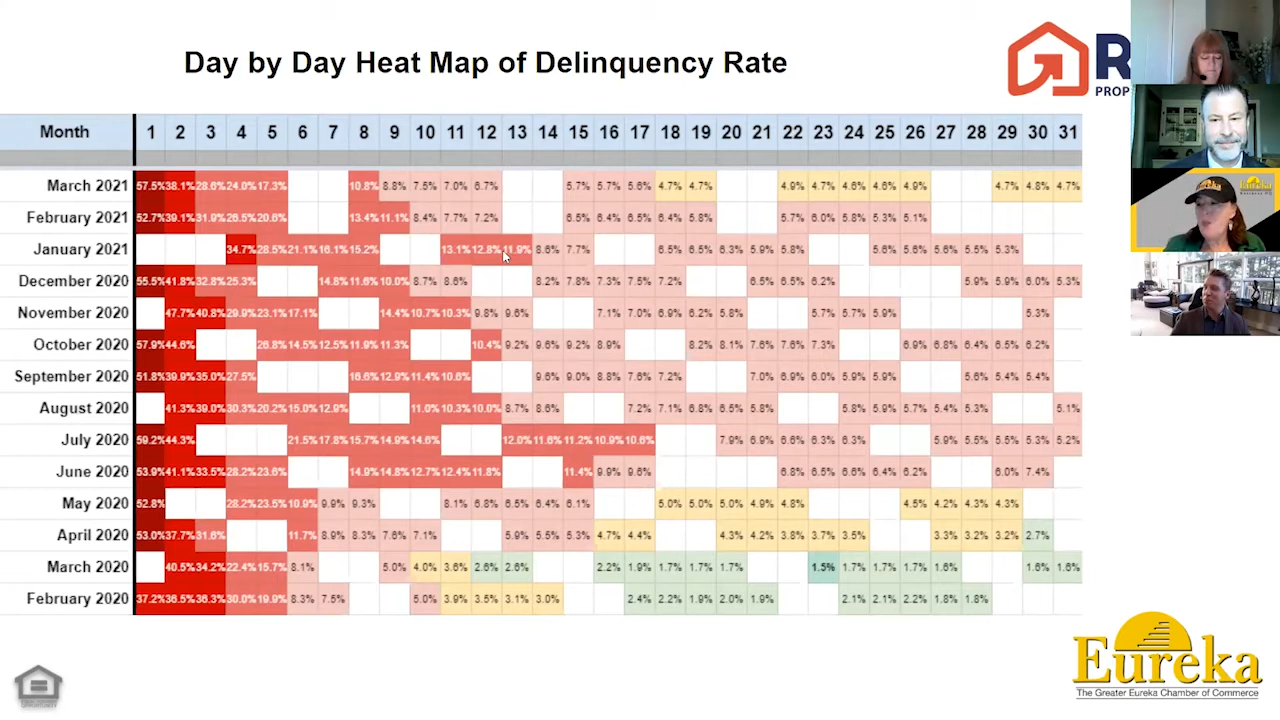 Day by Day Heat Map of Delinquency Rate
R
PROP
Month 1 2 3 4 5 6 7 8 9 10 11 12 13 14 15 16 17 18 19 20 21 22 23 24 25 26 27 28 29 30 31
March 2021 57.5% 38.1% 28.6% 24.0% 17.3% 10.8% 8.8% 7.5% 7.0% 6.7% 5.7% 5.7% 5.6% 4.7% 4.7% 4.9% 4.7% 4.6% 4.6% 4.9% 4.7% 4.8% 4.7%
February 2021 52.7% 39.1% 31.9% 26.5% 20.6% 13.4% 11.1% 8.4% 7.7% 7.2% 6.5% 6.4% 6.5% 6.4% 5.8% 5.7% 6.0% 5.8% 5.3% 5.1%
January 2021 34.7% 28.5% 21.1% 16.1% 15.2% 13.1% 12.8% 11.9% 8.6% 7.7% 6.5% 6.5% 6.3% 5.9% 5.8% 5.6% 5.6% 5.6% 5.5% 5.3%
December 2020 55.5% 41.8% 32.8% 25.3% 14.8% 11.6% 10.0% 8.7% 8.6% 8.2% 7.8% 7.3% 7.5% 7.2% 6.5% 6.5% 6.2% 5.9% 5.9% 6.0% 5.3%
November 2020 47.7% 40.8% 29.9% 23.1% 17.1% 14.4% 10.7% 10.3% 9.8% 9.6% 7.1% 7.0% 6.9% 6.2% 5.8% 5.7% 5.7% 5.9% 5.3%
October 2020 57.9% 44.6% 26.8% 14.5% 12.5% 11.9% 11.3% 10.4% 9.2% 9.6% 9.2% 8.9% 8.2% 8.1% 7.6% 7.6% 7.3% 6.9% 6.8% 6.4% 6.5% 6.2%
September 2020 51.8% 39.9% 35.0% 27.5% 16.6% 12.9% 11.4% 10.6% 9.6% 9.0% 8.8% 7.6% 7.2% 7.0% 6.9% 6.0% 5.9% 5.9% 5.6% 5.4% 5.4%
August 2020 41.3% 39.0% 30.3% 20.2% 15.0% 12.9% 11.0% 10.3% 10.0% 8.7% 8.6% 7.2% 7.1% 6.8% 6.5% 5.8% 5.8% 5.9% 5.7% 5.4% 5.3% 5.1%
July 2020 59.2% 44.3% 21.5% 17.8% 15.7% 14.9% 14.6% 12.0% 11.6% 11.2% 10.9% 10.6% 7.9% 6.9% 6.6% 6.3% 6.3% 5.9% 5.5% 5.5% 5.3% 5.2%
June 2020 53.9% 41.1% 33.5% 28.2% 23.6% 14.9% 14.8% 12.7% 12.4% 11.8% 11.4% 9.9% 9.6% 6.8% 6.5% 6.6% 6.4% 6.2% 6.0% 7.4%
May 2020 52.8% 28.2% 23.5% 10.9% 9.9% 9.3% 8.1% 6.8% 6.5% 6.4% 6.1% 5.0% 5.0% 5.0% 4.9% 4.8% 4.5% 4.2% 4.3% 4.3%
April 2020 53.0% 37.7% 31.6% 11.7% 8.9% 8.3% 7.6% 7.1% 5.9% 5.5% 5.3% 4.7% 4.4% 4.3% 4.2% 3.8% 3.7% 3.5% 3.3% 3.2% 3.2% 2.7%
March 2020 40.5% 34.2% 22.4% 15.7% 8.1% 5.0% 4.0% 3.6% 2.6% 2.6% 2.2% 1.9% 1.7% 1.7% 1.7% 1.5% 1.7% 1.7% 1.7% 1.6% 1.6% 1.6%
February 2020 37.2% 36.5% 36.3% 30.0% 19.9% 8.3% 7.5% 5.0% 3.9% 3.5% 3.1% 3.0% 2.4% 2.2% 1.9% 2.0% 1.9% 2.1% 2.1% 2.2% 1.8% 1.8%
Eureka
The Greater Eureka Chamber of Commerce